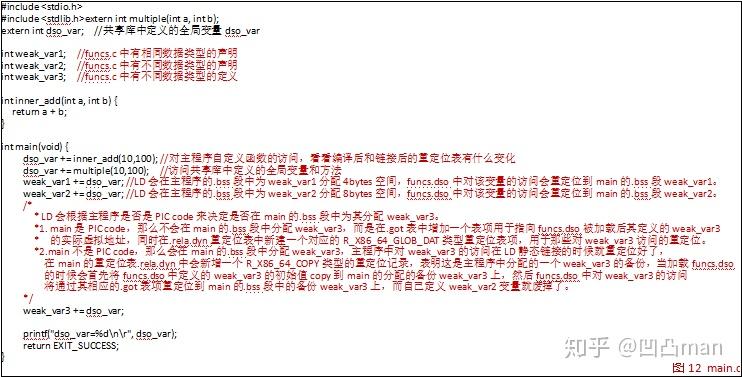 #include <stdio.h>
#include <stdlib.h>extern int multiple(int a, int b);
extern int dso_var;   //共享库中定义的全局变量 dso_var
int weak_var1;   //funcs.c 中有相同数据类型的声明
int weak_var2;   //funcs.c 中有不同数据类型的声明
int weak_var3;   //funcs.c 中有不同数据类型的定义
int inner_add(int a, int b) {
return a + b;
}
int main(void) {
dso_var += inner_add(10,100); //对主程序自定义函数的访问，看看编译后和链接后的重定位表有什么变化
dso_var += multiple(10,100);   //访问共享库中定义的全局变量和方法
weak_var1 += dso_var; //LD 会在主程序的.bss 段中为 weak_var1 分配 4bytes 空间，funcs.dso 中对该变量的访问会重定位到 main 的.bss 段 weak_var1。
weak_var2 += dso_var; //LD 会在主程序的.bss 段中为 weak_var2 分配 8bytes 空间，funcs.dso 中对该变量的访问会重定位到 main 的.bss 段 weak_var2。
/*
* LD 会根据主程序是否是 PIC code 来决定是否在 main 的.bss 段中为其分配 weak_var3。
*1. main 是 PICcode，那么不会在 main 的.bss 段中分配 weak_var3，而是在.got 表中增加一个表项用于指向 funcs.dso 被加载后其定义的 weak_var3
* 的实际虚拟地址，同时在.rela.dyn 重定位表中新建一个对应的 R_X86_64_GLOB_DAT 类型重定位表项，用于那些对 weak_var3 访问的重定位。
*2.main 不是 PIC code，那么会在 main 的.bss 段中分配 weak_var3，主程序中对 weak_var3 的访问在 LD 静态链接的时候就重定位好了，
在 main 的重定位表.rela.dyn 中会新增一个 R_X86_64_COPY 类型的重定位记录，表明这是主程序中分配的一个 weak_var3 的备份，当加载 funcs.dso
的时候会首先将 funcs.dso 中定义的 weak_var3 的初始值 copy 到 main 的分配的备份 weak_var3 上，然后 funcs.dso 中对 weak_var3 的访问
将通过其相应的.got 表项重定位到 main 的.bss 段中的备份 weak_var3 上，而自己定义 weak_var2 变量就废掉了。
*/
weak_var3 += dso_var;
printf("dso_var=%d\n\r", dso_var);
return EXIT_SUCCESS;
}
知乎 @凹凸man
图 12  main.c